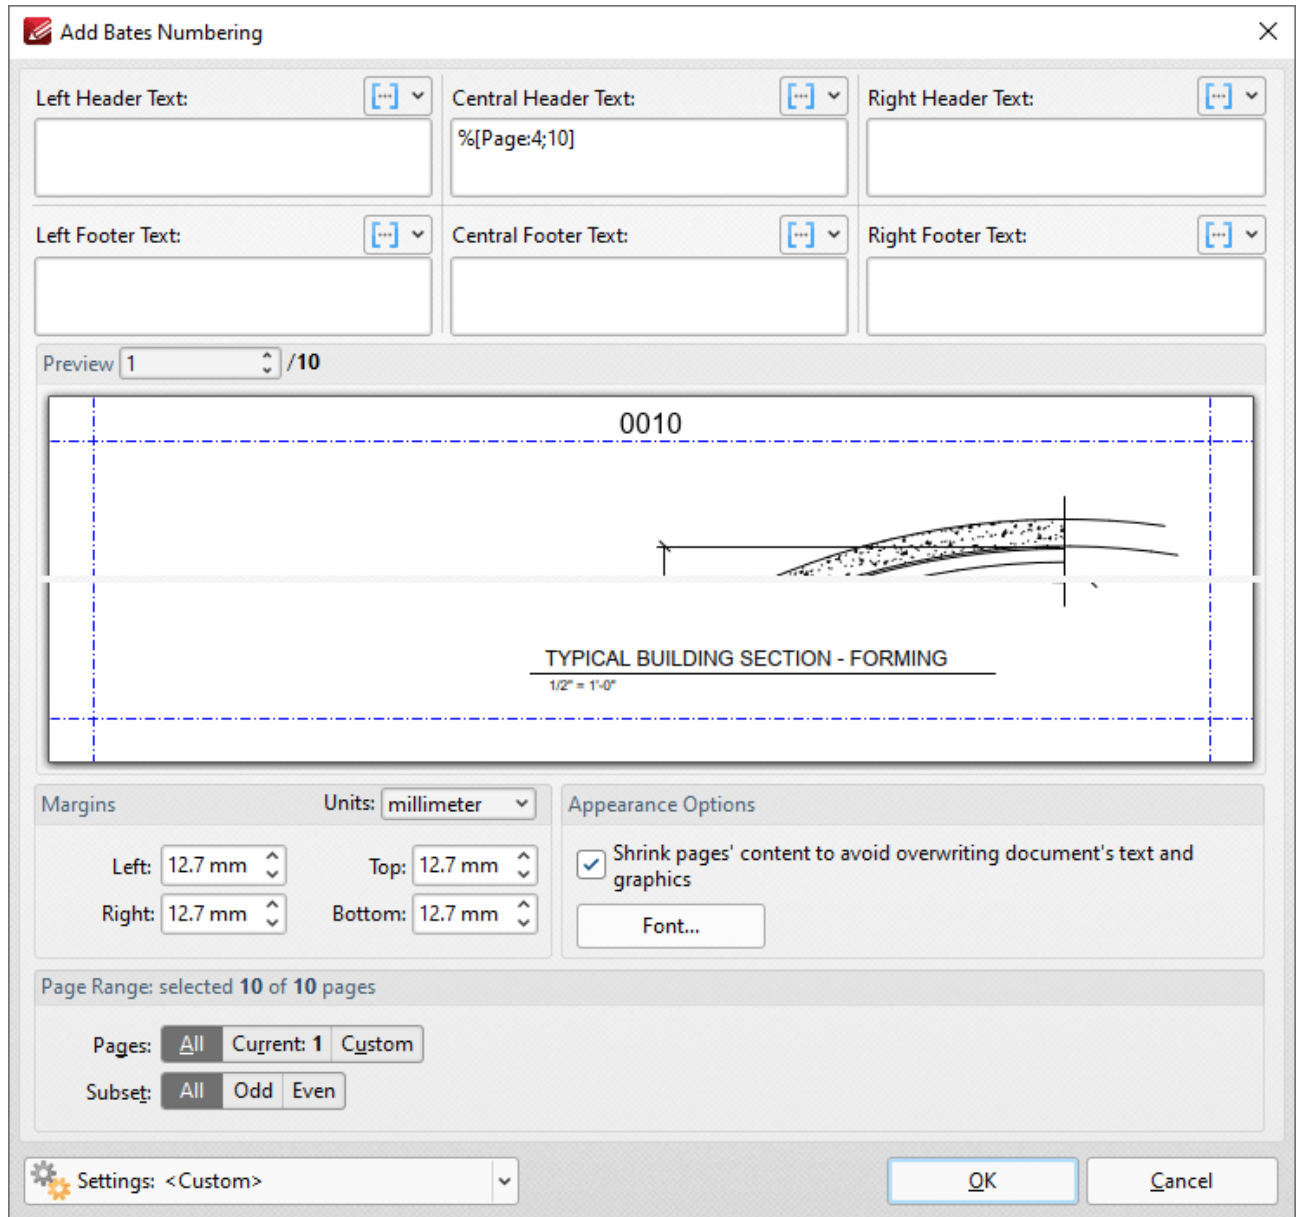 Add Bates Numbering
Left Header Text:
Central Header Text:
Right Header Text:
%[Page:4;10]
Left Footer Text:
Central Footer Text:
Right Footer Text:
Preview 1 /10
0010
TYPICAL BUILDING SECTION - FORMING
1/2" = 1'-0"
Margins
Units: millimeter
Left: 12.7 mm
Top: 12.7 mm
Right: 12.7 mm
Bottom: 12.7 mm
Appearance Options
Shrink pages' content to avoid overwriting document's text and
graphics
Font...
Page Range: selected 10 of 10 pages
Pages: All Current: 1 Custom
Subset: All Odd Even
Settings: <Custom>
OK
Cancel